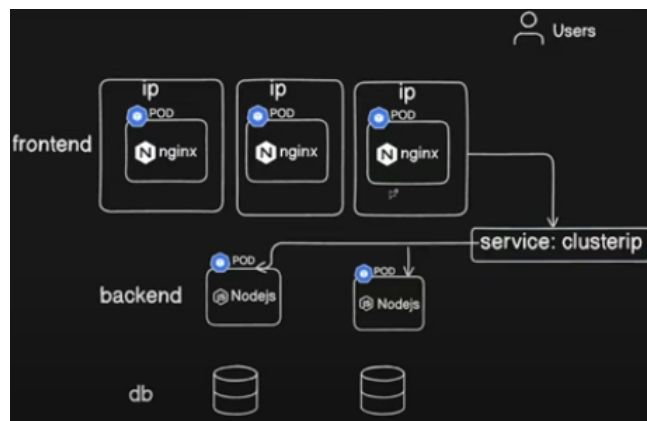 Users
ip ip ip
POD POD POD
frontend nginx nginx nginx
service: clusterip
POD POD
backend Nodejs Nodejs
db